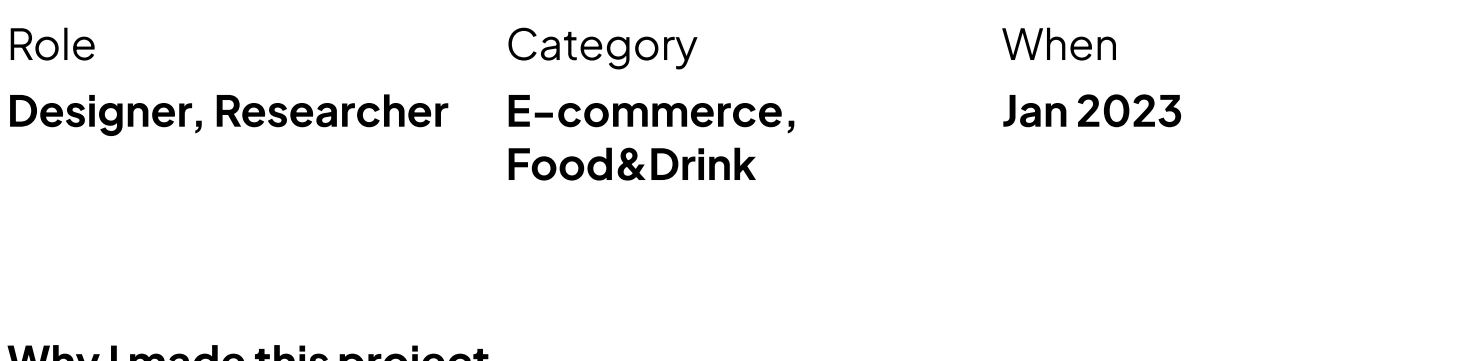 Role
Category
When
Designer, Researcher
E-commerce,
Food&Drink
Jan 2023
Why I made this project